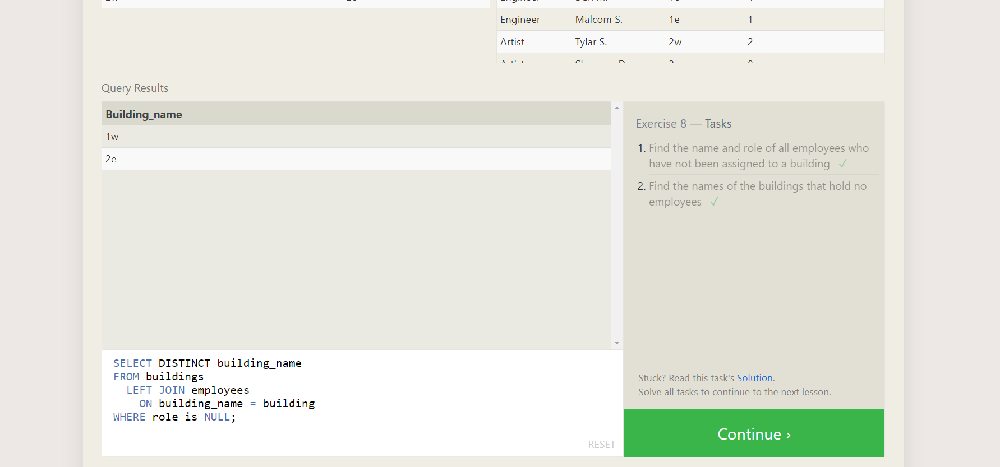 Engineer Malcom S. 1e 1
Artist Tylar S. 2w 2
Query Results
Building_name
1w
2e
Exercise 8 — Tasks
1. Find the name and role of all employees who
have not been assigned to a building ✓
2. Find the names of the buildings that hold no
employees ✓
SELECT DISTINCT building_name
FROM buildings
LEFT JOIN employees
ON building_name = building
WHERE role is NULL;
RESET
Stuck? Read this task's Solution.
Solve all tasks to continue to the next lesson.
Continue ›